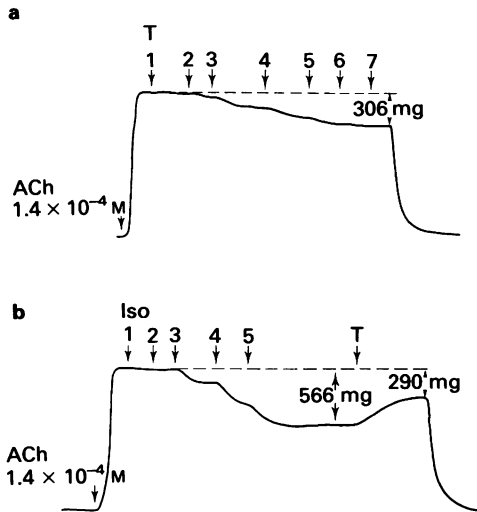 a
T
1 2 3 4 5 6 7
306 mg
ACh
1.4 × 10⁻⁴ M
b
Iso
1 2 3 4 5 T
566 mg
290 mg
ACh
1.4 × 10⁻⁴ M